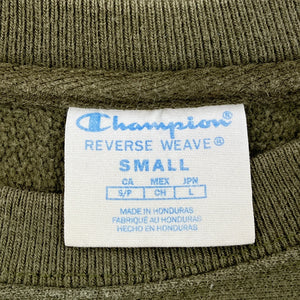 Champion
REVERSE WEAVE®
SMALL
CA MEX JPN
S/P CH L
MADE IN HONDURAS
FABRIQUÉ AU HONDURAS
HECHO EN HONDURAS